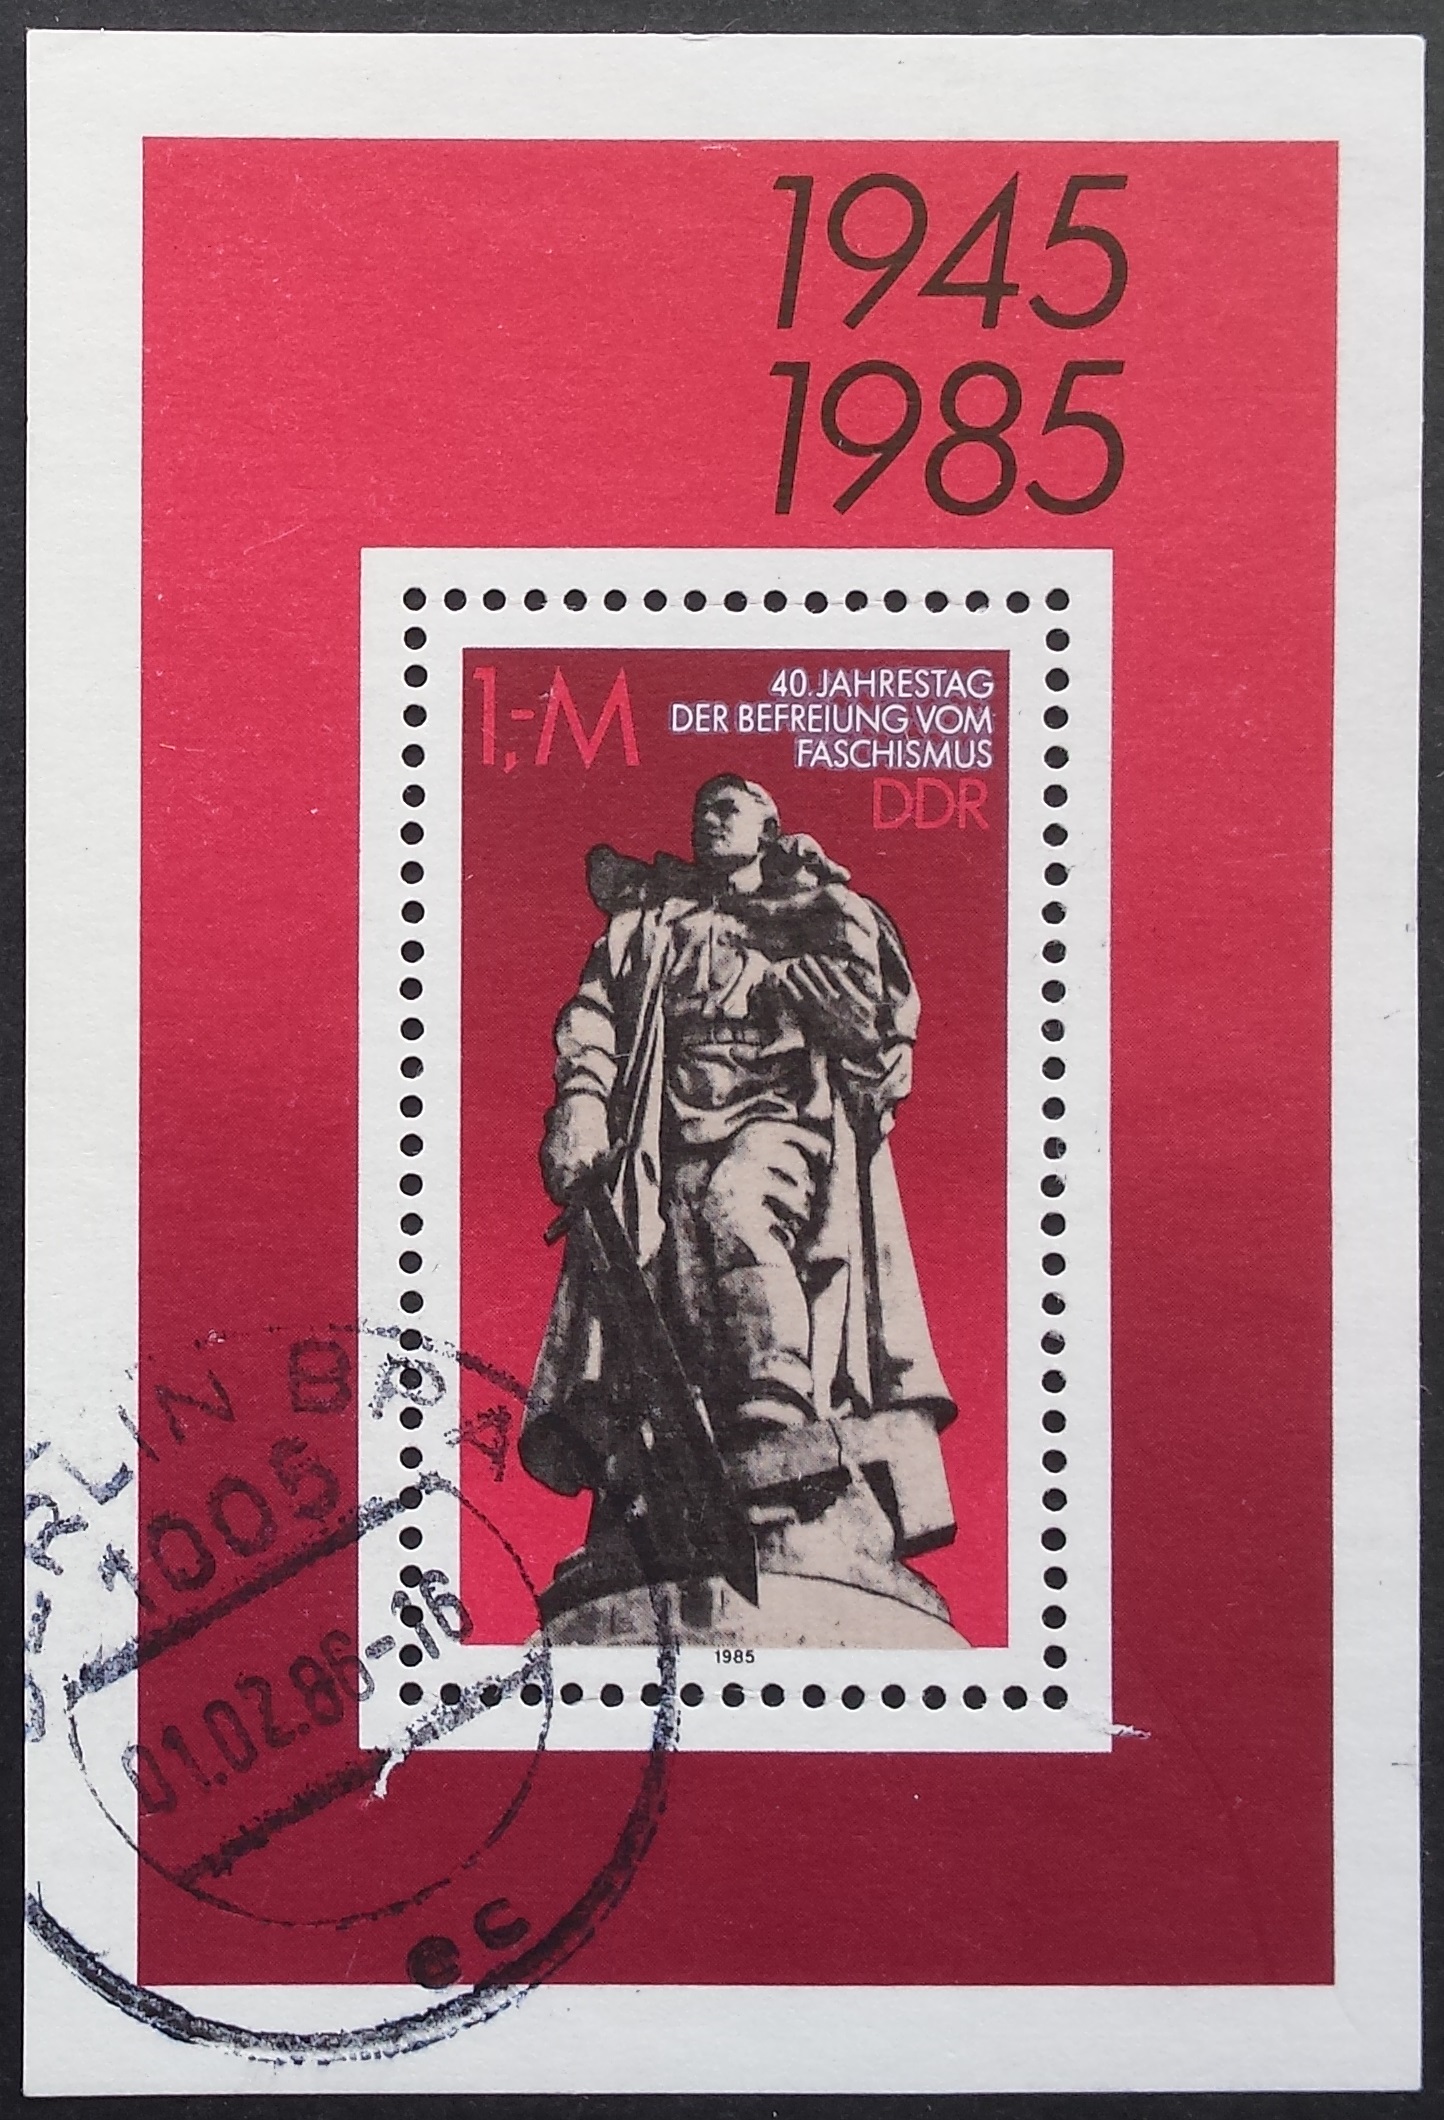 1945
1985
1,-M
40. JAHRESTAG
DER BEFREIUNG VOM
FASCHISMUS
DDR
1985
1005
01.02.86-16